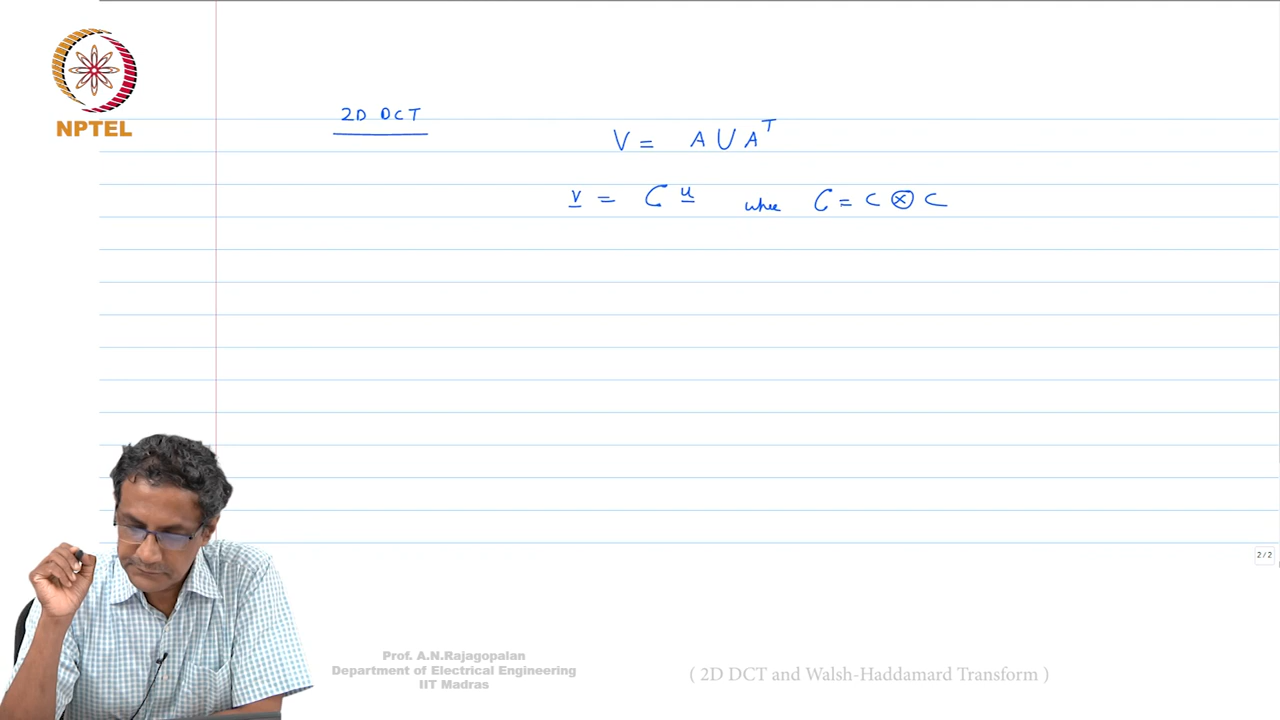 NPTEL
2D DCT
V = A U A^T
v = C u whee C = C ⊗ C
2/2
Prof. A.N.Rajagopalan
Department of Electrical Engineering
IIT Madras
( 2D DCT and Walsh-Haddamard Transform )